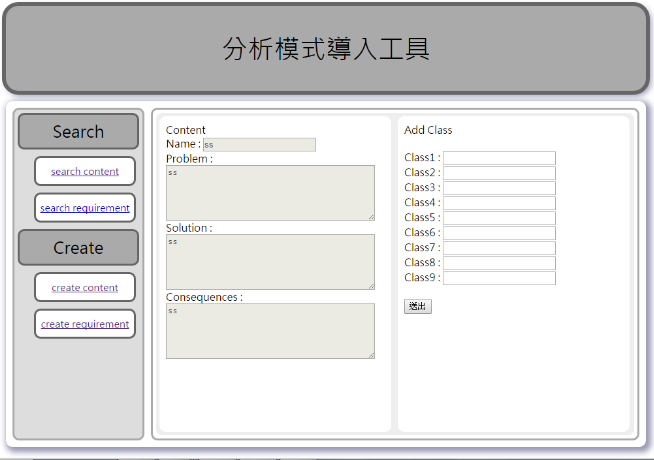 分析模式導入工具
Search
search content
search requirement
Create
create content
create requirement
Content
Name : ss
Problem :
ss
Solution :
ss
Consequences :
ss
Add Class
Class1 :
Class2 :
Class3 :
Class4 :
Class5 :
Class6 :
Class7 :
Class8 :
Class9 :
送出